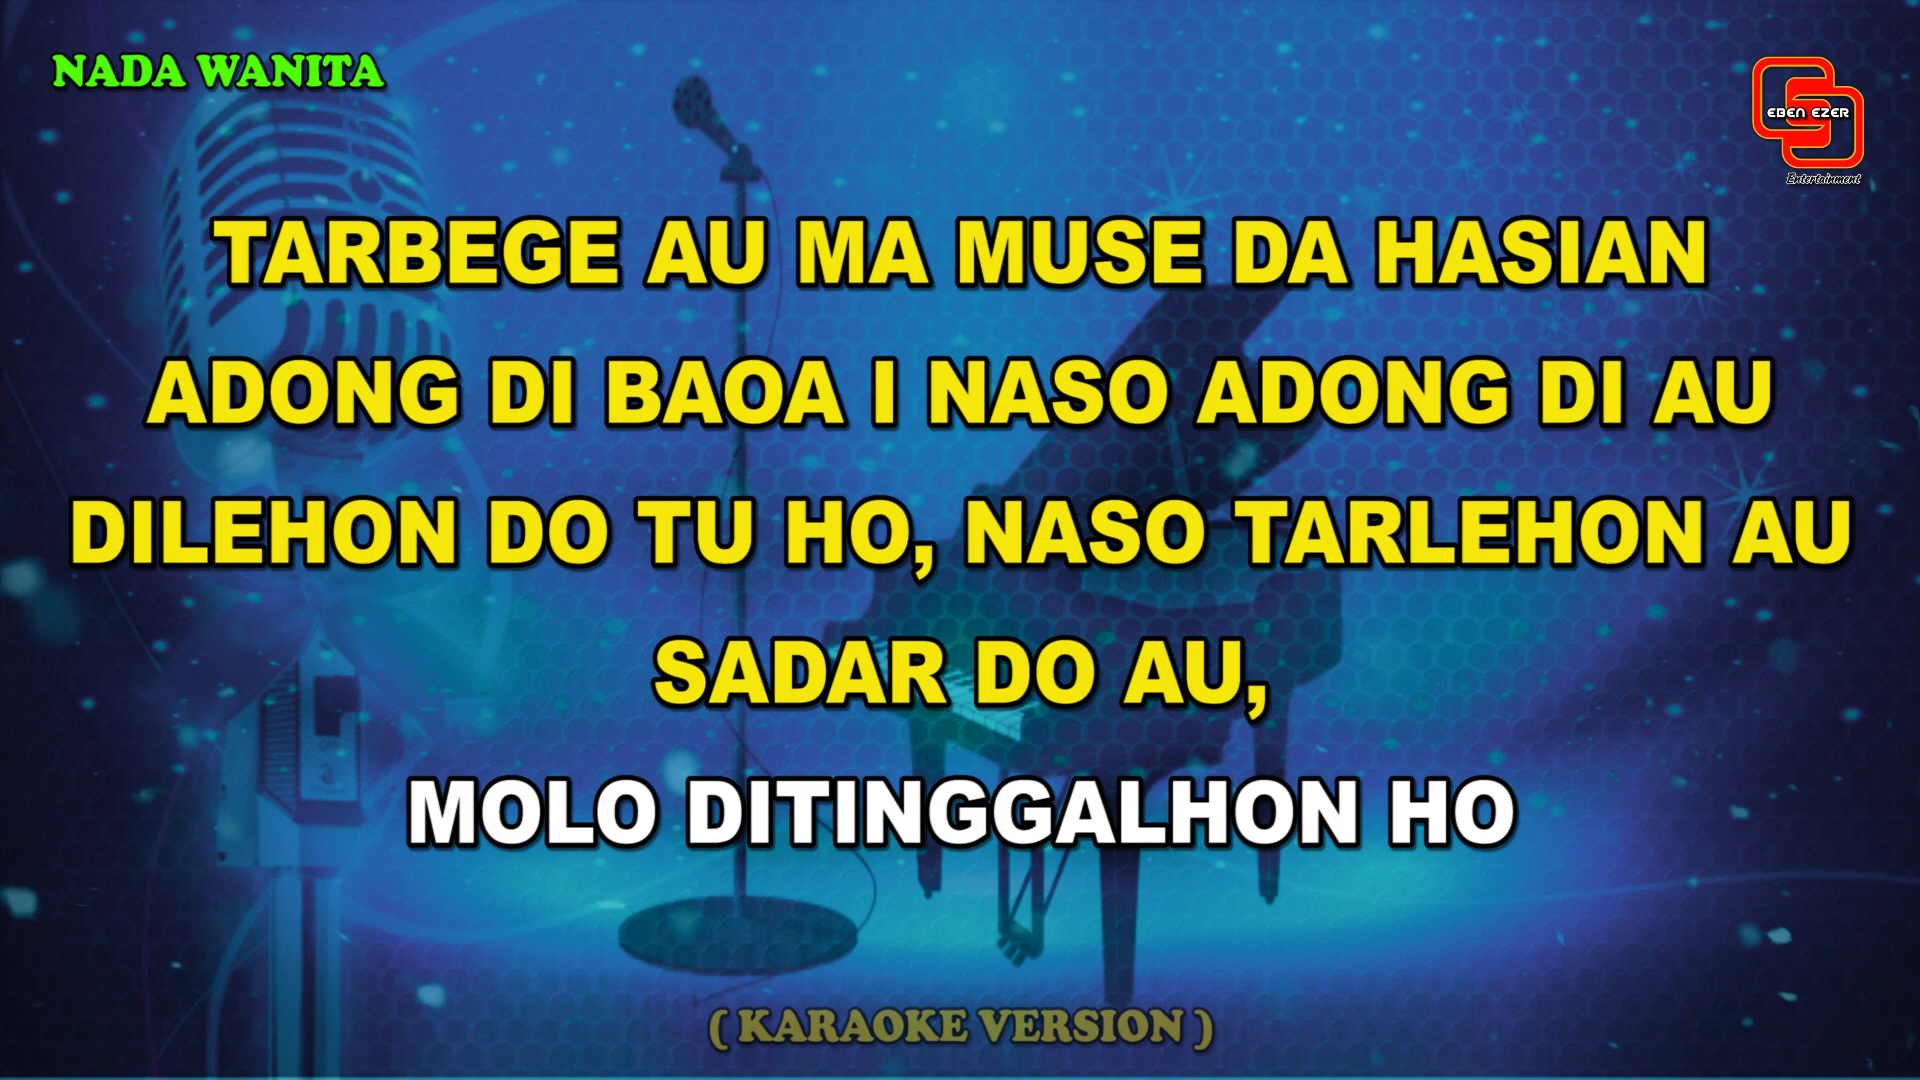 NADA WANITA
EBEN EZER
Entertainment
TARBEGE AU MA MUSE DA HASIAN
ADONG DI BAOA I NASO ADONG DI AU
DILEHON DO TU HO, NASO TARLEHON AU
SADAR DO AU,
MOLO DITINGGALHON HO
( KARAOKE VERSION )